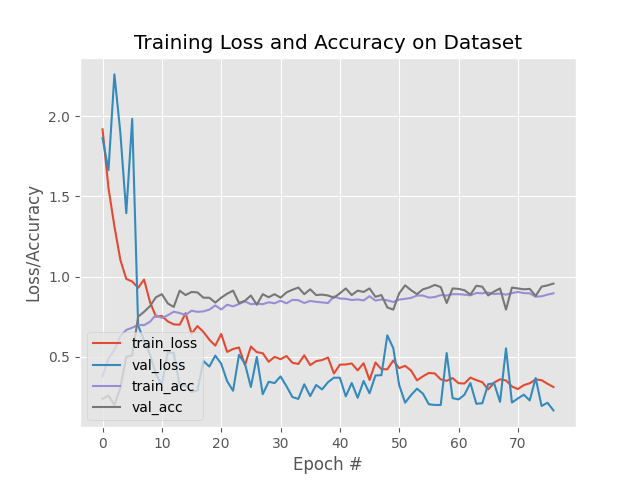 Training Loss and Accuracy on Dataset
Loss/Accuracy
2.0
1.5
1.0
0.5
train_loss
val_loss
train_acc
val_acc
0 10 20 30 40 50 60 70
Epoch #